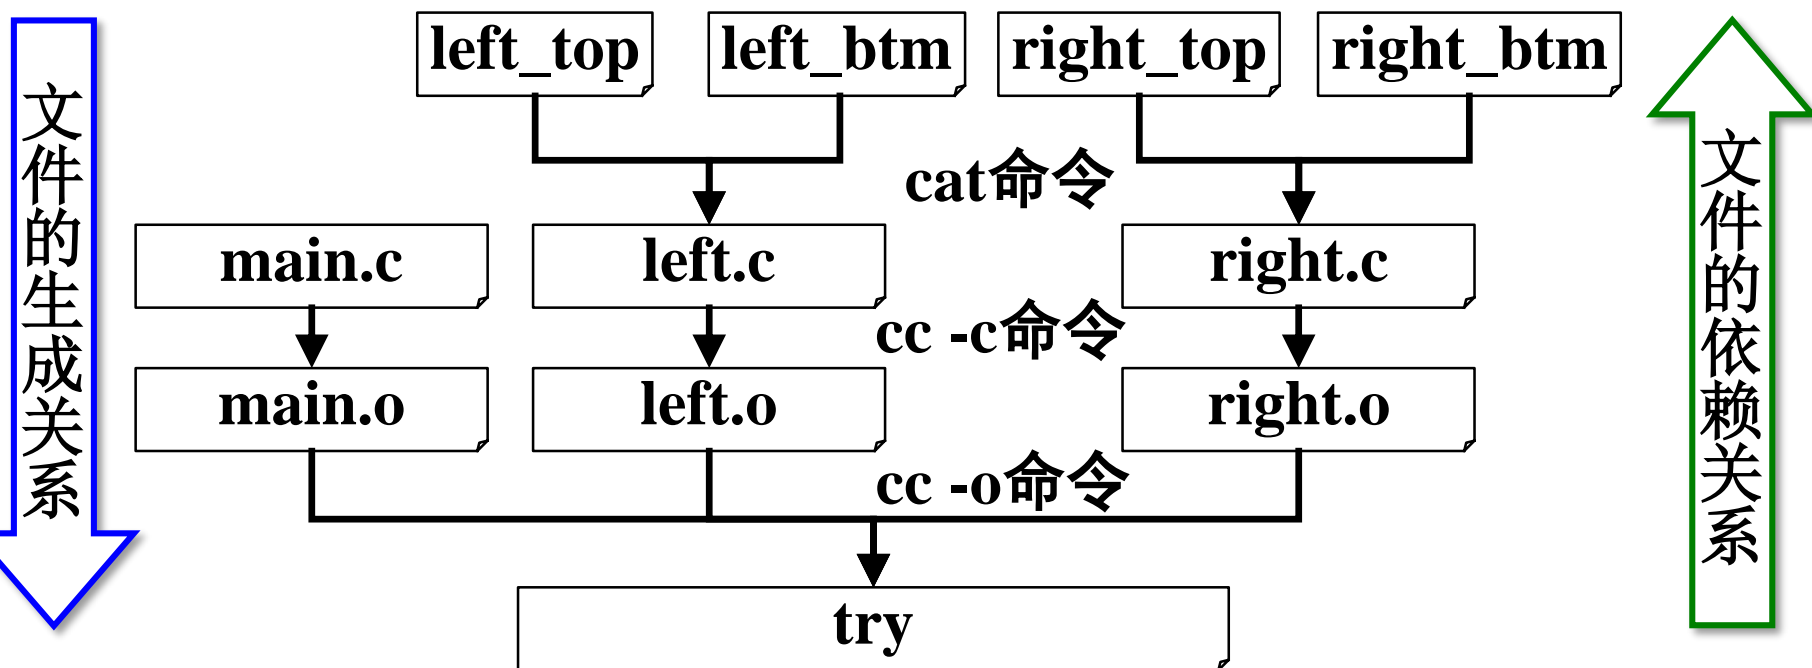 文件的生成关系
left_top
left_btm
right_top
right_btm
cat命令
main.c
left.c
right.c
cc -c命令
main.o
left.o
right.o
cc -o命令
try
文件的依赖关系